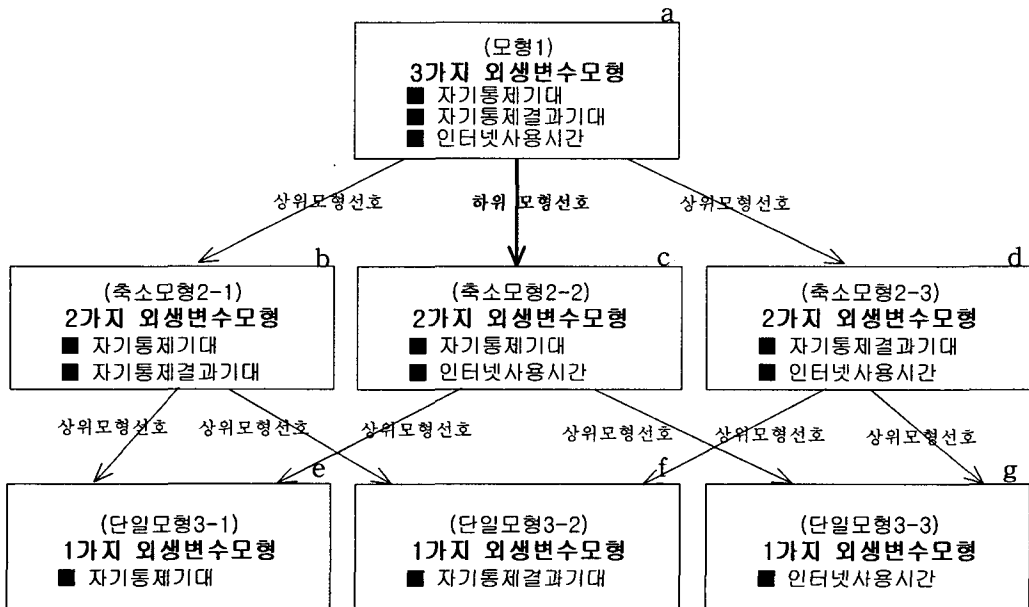 a
(모형1)
3가지 외생변수모형
■ 자기통제기대
■ 자기통제결과기대
■ 인터넷사용시간
상위모형선호
하위 모형선호
상위모형선호
b
(축소모형2-1)
2가지 외생변수모형
■ 자기통제기대
■ 자기통제결과기대
c
(축소모형2-2)
2가지 외생변수모형
■ 자기통제기대
■ 인터넷사용시간
d
(축소모형2-3)
2가지 외생변수모형
■ 자기통제결과기대
■ 인터넷사용시간
상위모형선호
상위모형선호
상위모형선호
상위모형선호
상위모형선호
상위모형선호
e
(단일모형3-1)
1가지 외생변수모형
■ 자기통제기대
f
(단일모형3-2)
1가지 외생변수모형
■ 자기통제결과기대
g
(단일모형3-3)
1가지 외생변수모형
■ 인터넷사용시간